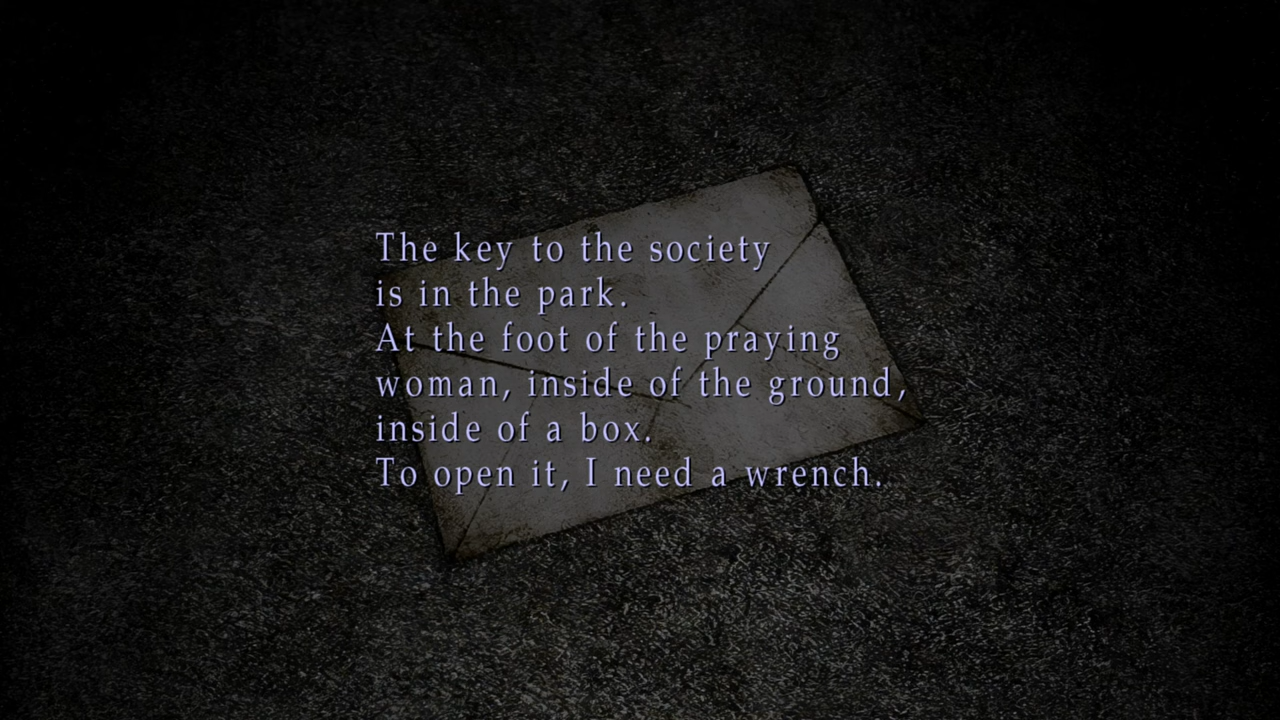 The key to the society
is in the park.
At the foot of the praying
woman, inside of the ground,
inside of a box.
To open it, I need a wrench.